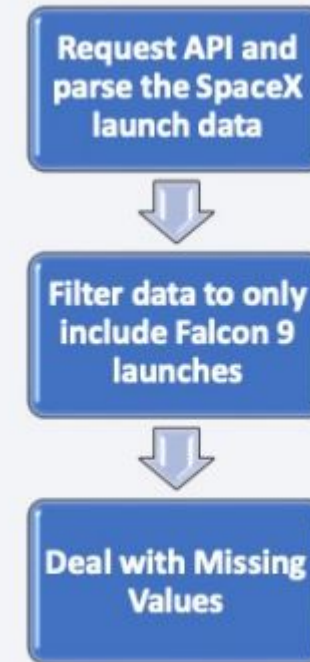 Request API and
parse the SpaceX
launch data
Filter data to only
include Falcon 9
launches
Deal with Missing
Values